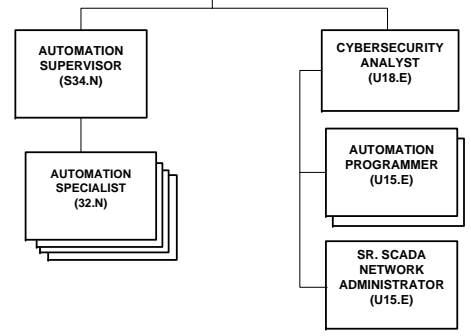 AUTOMATION
SUPERVISOR
(S34.N)
AUTOMATION
SPECIALIST
(32.N)
CYBERSECURITY
ANALYST
(U18.E)
AUTOMATION
PROGRAMMER
(U15.E)
SR. SCADA
NETWORK
ADMINISTRATOR
(U15.E)